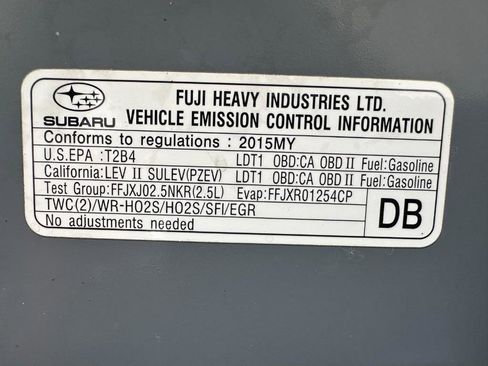 FUJI HEAVY INDUSTRIES LTD.
SUBARU VEHICLE EMISSION CONTROL INFORMATION
Conforms to regulations : 2015MY
U.S.EPA :T2B4 LDT1 OBD:CA OBD II Fuel:Gasoline
California:LEV II SULEV(PZEV) LDT1 OBD:CA OBD II Fuel:Gasoline
Test Group:FFJXJ02.5NKR(2.5L) Evap:FFJXR01254CP
TWC(2)/WR-HO2S/HO2S/SFI/EGR
No adjustments needed
DB